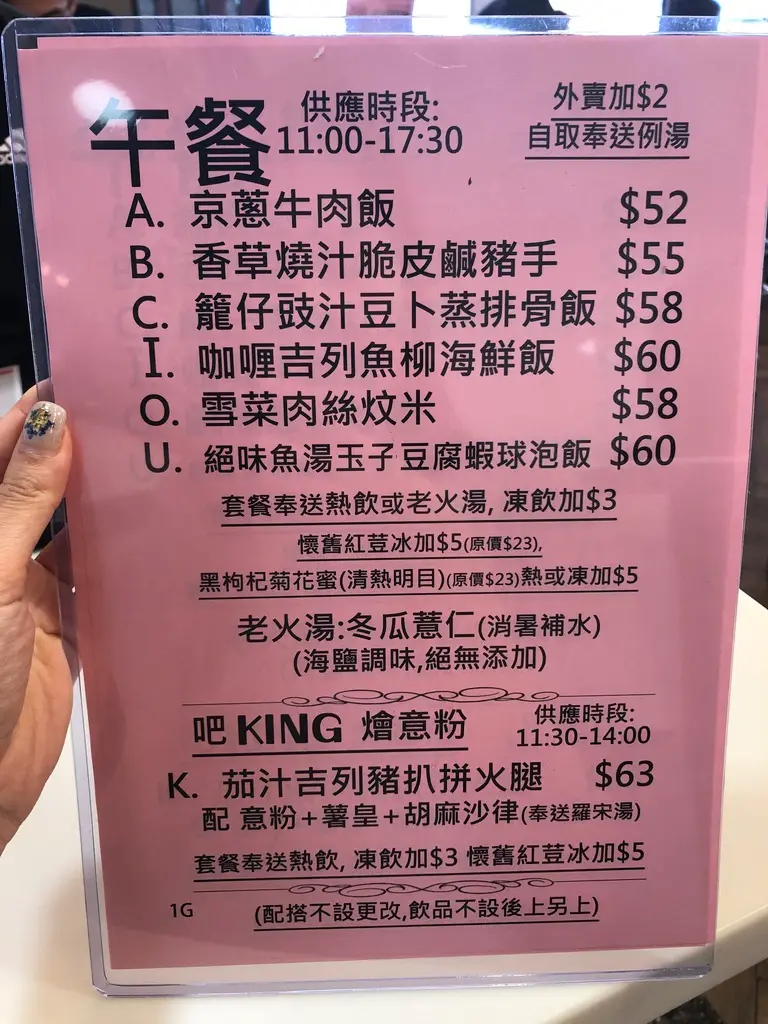 午餐 供應時段: 外賣加$2
11:00-17:30 自取奉送例湯
A. 京蔥牛肉飯 $52
B. 香草燒汁脆皮鹹豬手 $55
C. 籠仔豉汁豆卜蒸排骨飯 $58
I. 咖喱吉列魚柳海鮮飯 $60
O. 雪菜肉絲炆米 $58
U. 絕味魚湯玉子豆腐蝦球泡飯 $60
套餐奉送熱飲或老火湯, 凍飲加$3
懷舊紅荳冰加$5(原價$23),
黑枸杞菊花蜜(清熱明目)(原價$23)熱或凍加$5
老火湯:冬瓜薏仁(消暑補水)
(海鹽調味,絕無添加)
吧 KING 燴意粉 供應時段:
11:30-14:00
K. 茄汁吉列豬扒拼火腿 $63
配 意粉+薯皇+胡麻沙律(奉送羅宋湯)
套餐奉送熱飲, 凍飲加$3 懷舊紅荳冰加$5
1G (配搭不設更改,飲品不設後上另上)